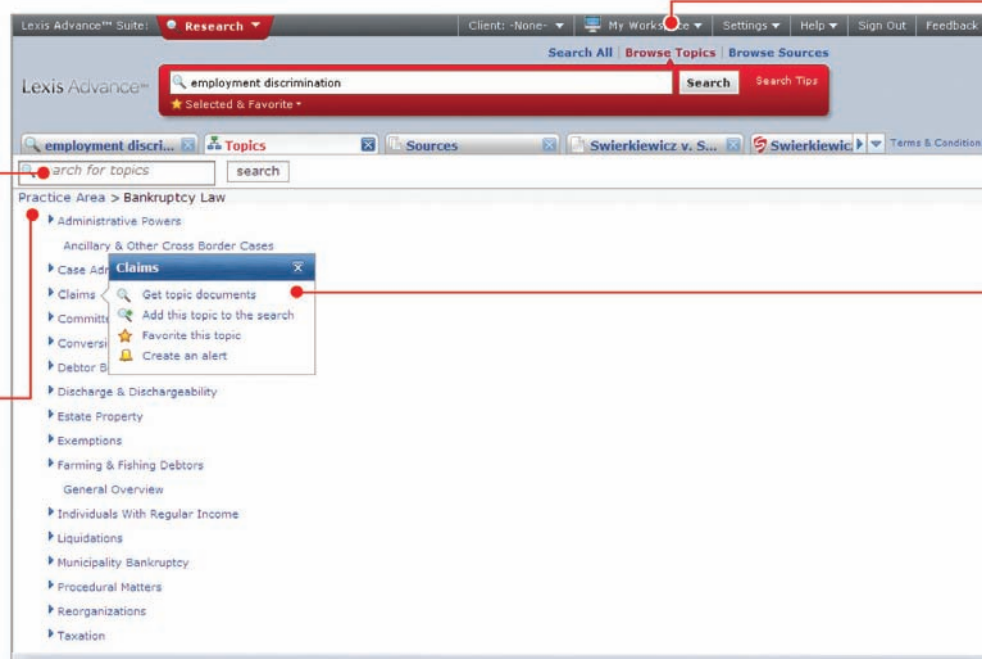 Lexis Advance™ Suite: Research Client: -None- My Workspace Settings Help Sign Out Feedback
Search All | Browse Topics | Browse Sources
Lexis Advance™ employment discrimination Search Search Tips
Selected & Favorite
employment discri... Topics Sources Swierkiewicz v. S... Swierkiewic Terms & Condition
arch for topics search
Practice Area > Bankruptcy Law
Administrative Powers
Ancillary & Other Cross Border Cases
Case Adr
Claims
Claims
Get topic documents
Add this topic to the search
Favorite this topic
Create an alert
Committ
Conversi
Debtor B
Discharge & Dischargeability
Estate Property
Exemptions
Farming & Fishing Debtors
General Overview
Individuals With Regular Income
Liquidations
Municipality Bankruptcy
Procedural Matters
Reorganizations
Taxation